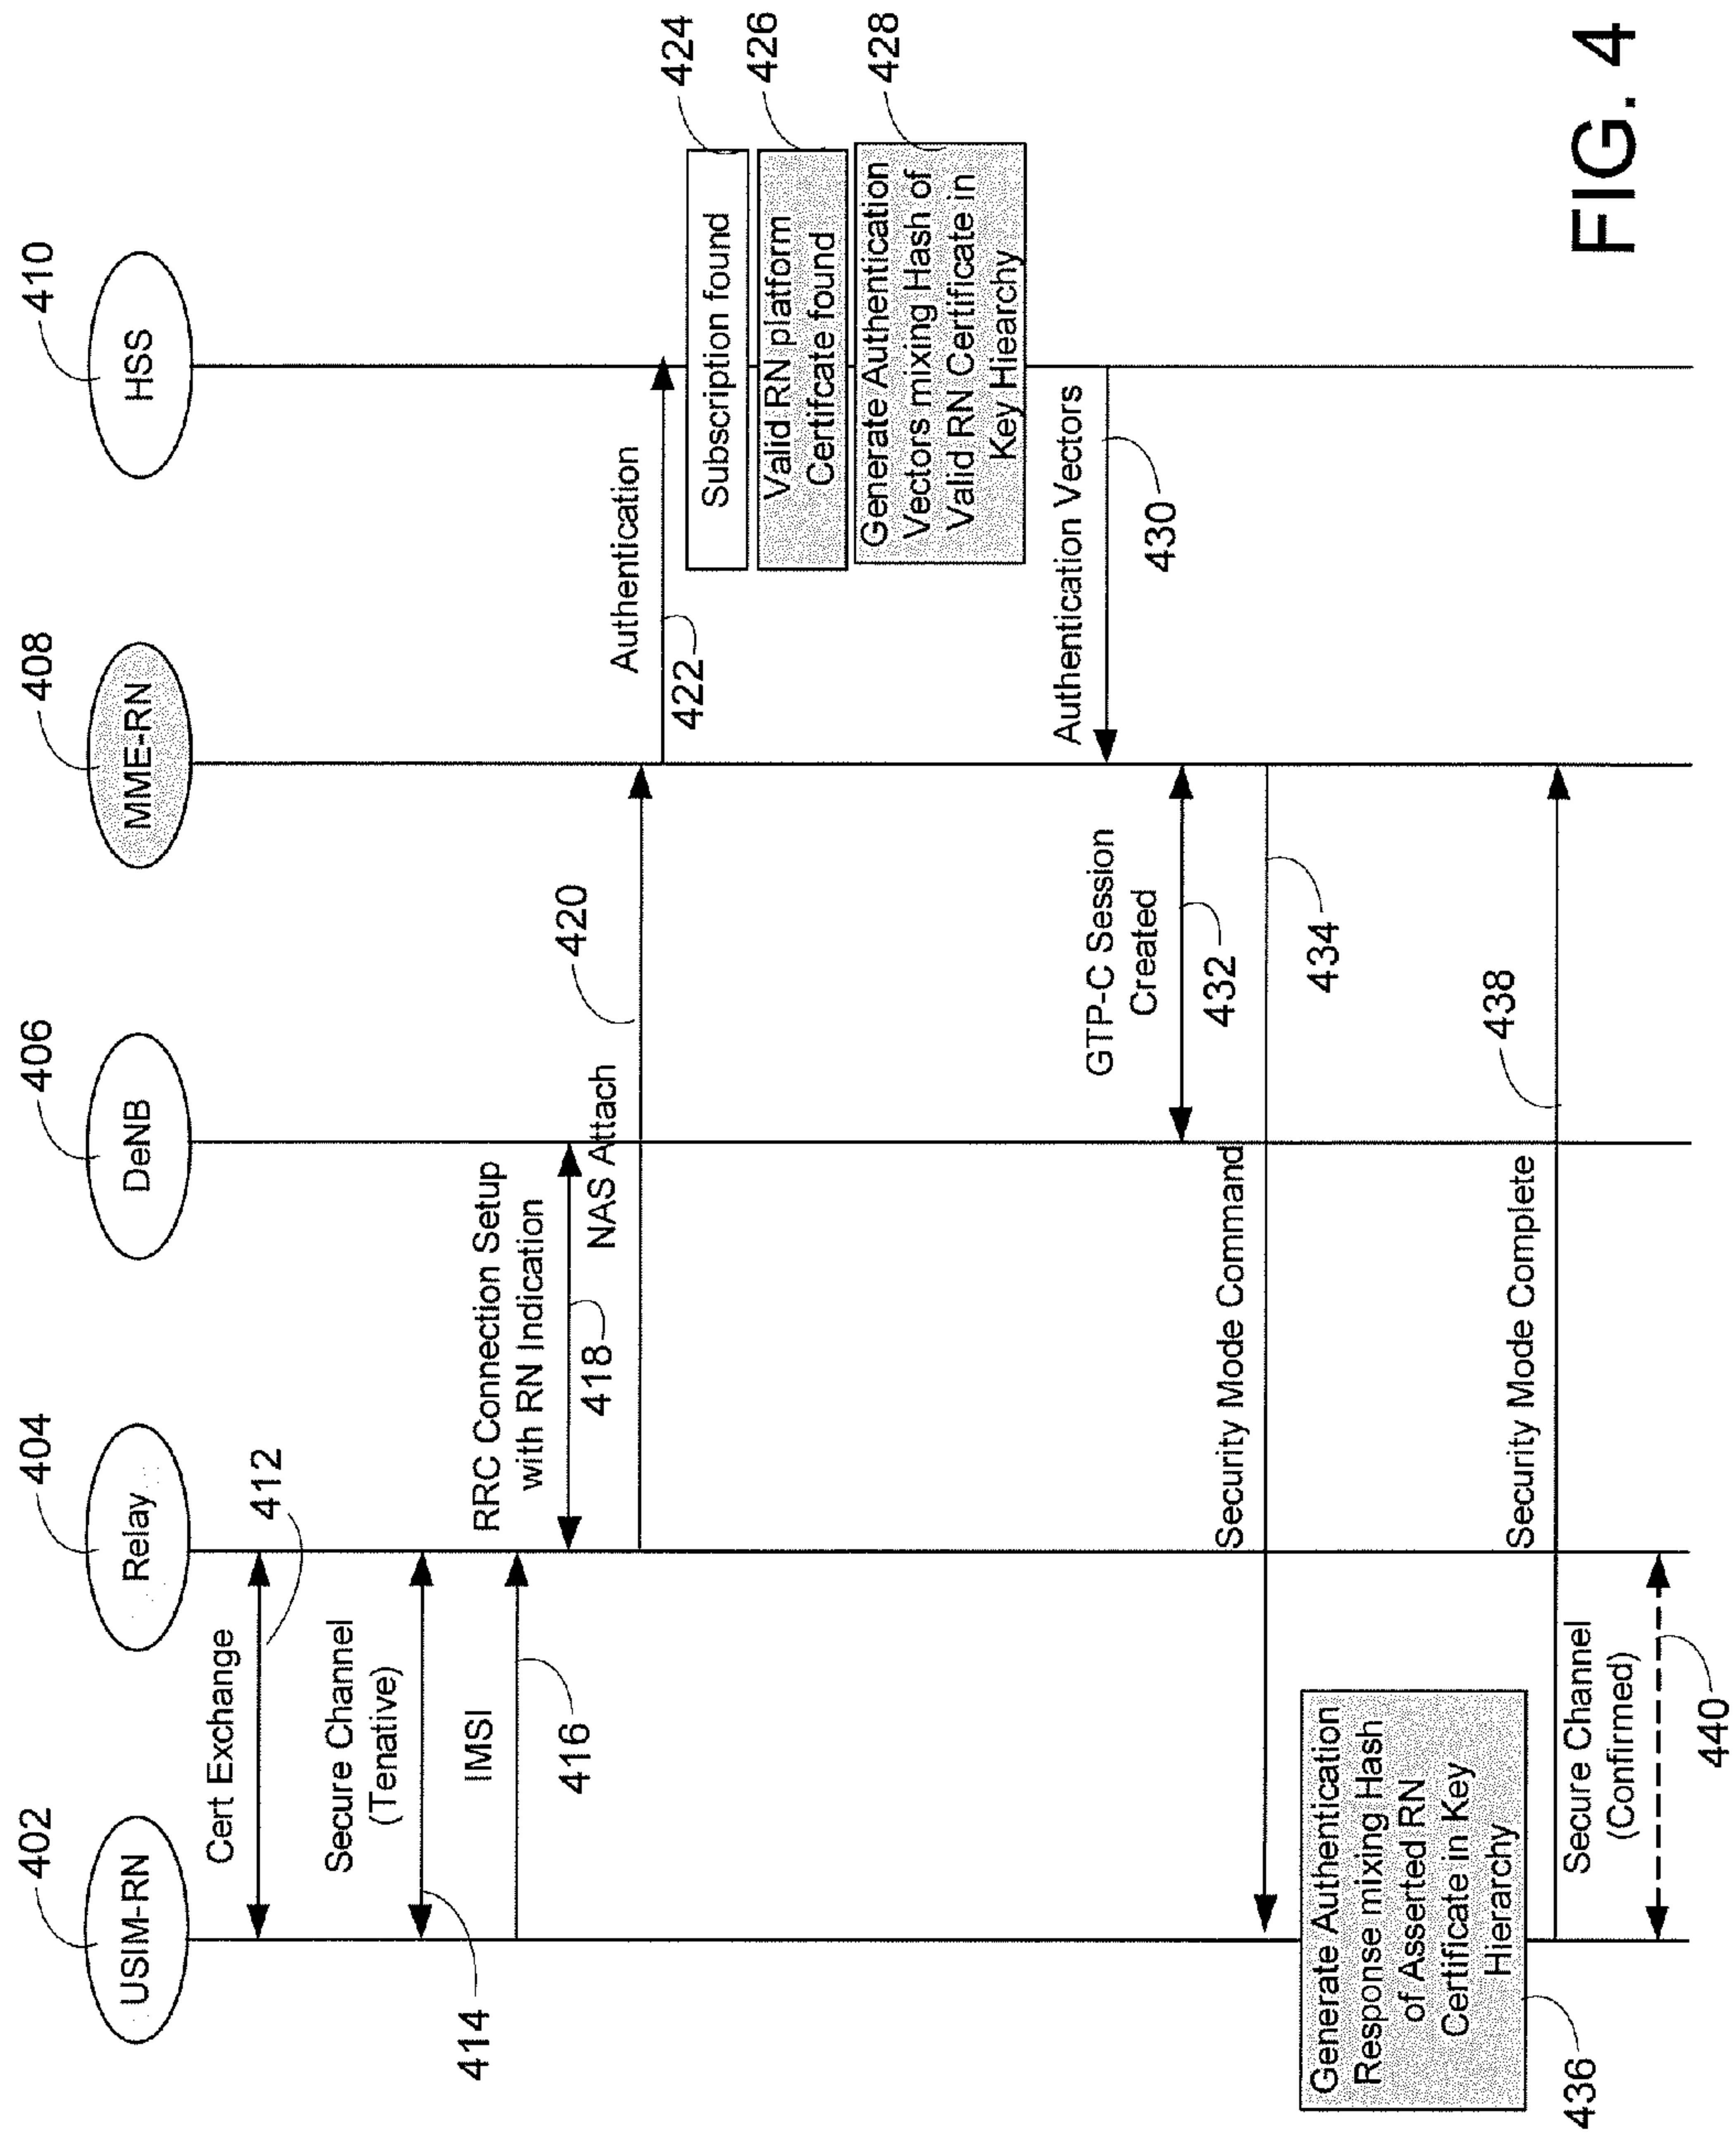 402
USIM-RN
404
Relay
406
DeNB
408
MME-RN
410
HSS
Cert Exchange
412
Secure Channel
(Tenative)
414
IMSI
416
RRC Connection Setup
with RN Indication
418
NAS Attach
420
Authentication
422
Subscription found
424
Valid RN platform
Certifcate found
426
Generate Authentication
Vectors mixing Hash of
Valid RN Certificate in
Key Hiearchy
428
Authentication Vectors
430
GTP-C Session
Created
432
Security Mode Command
434
Generate Authentication
Response mixing Hash
of Asserted RN
Certificate in Key
Hierarchy
436
Security Mode Complete
438
Secure Channel
(Confirmed)
440
FIG. 4